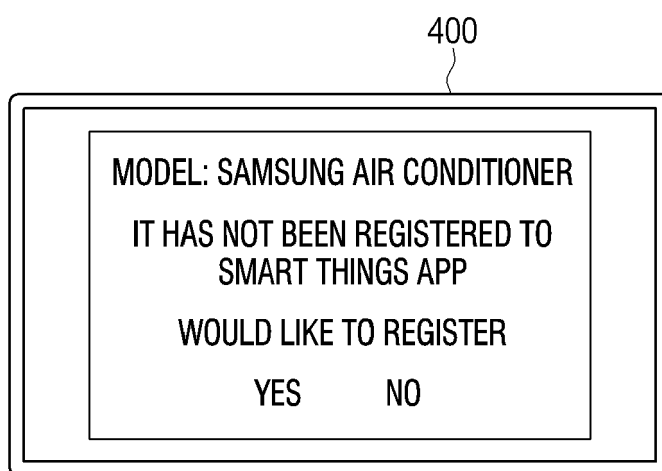 400
MODEL: SAMSUNG AIR CONDITIONER
IT HAS NOT BEEN REGISTERED TO
SMART THINGS APP
WOULD LIKE TO REGISTER
YES NO